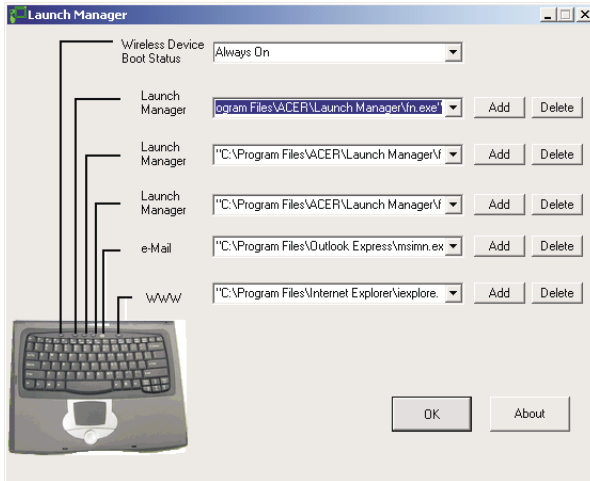 Launch Manager
Wireless Device
Boot Status
Always On
Launch
Manager
ogram Files\ACER\Launch Manager\fn.exe"
Add
Delete
Launch
Manager
"C:\Program Files\ACER\Launch Manager\f
Add
Delete
Launch
Manager
"C:\Program Files\ACER\Launch Manager\f
Add
Delete
e-Mail
"C:\Program Files\Outlook Express\msimn.ex
Add
Delete
WWW
"C:\Program Files\Internet Explorer\iexplore.
Add
Delete
OK
About